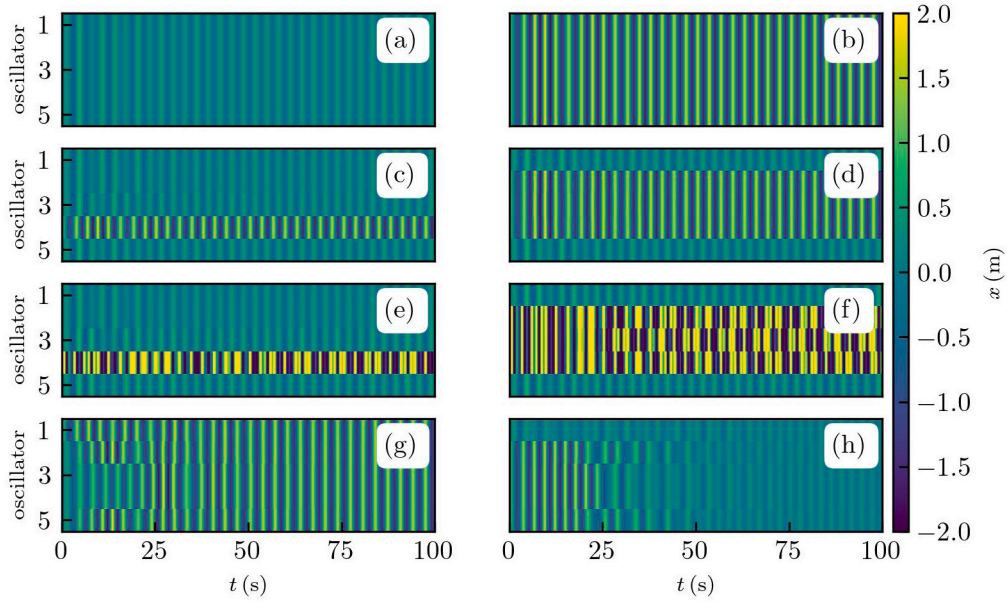 oscillator
1
3
5
(a)
(b)
oscillator
1
3
5
(c)
(d)
oscillator
1
3
5
(e)
(f)
oscillator
1
3
5
(g)
(h)
0
25
50
75
100
t (s)
0
25
50
75
100
t (s)
2.0
1.5
1.0
0.5
0.0
−0.5
−1.0
−1.5
−2.0
x (m)